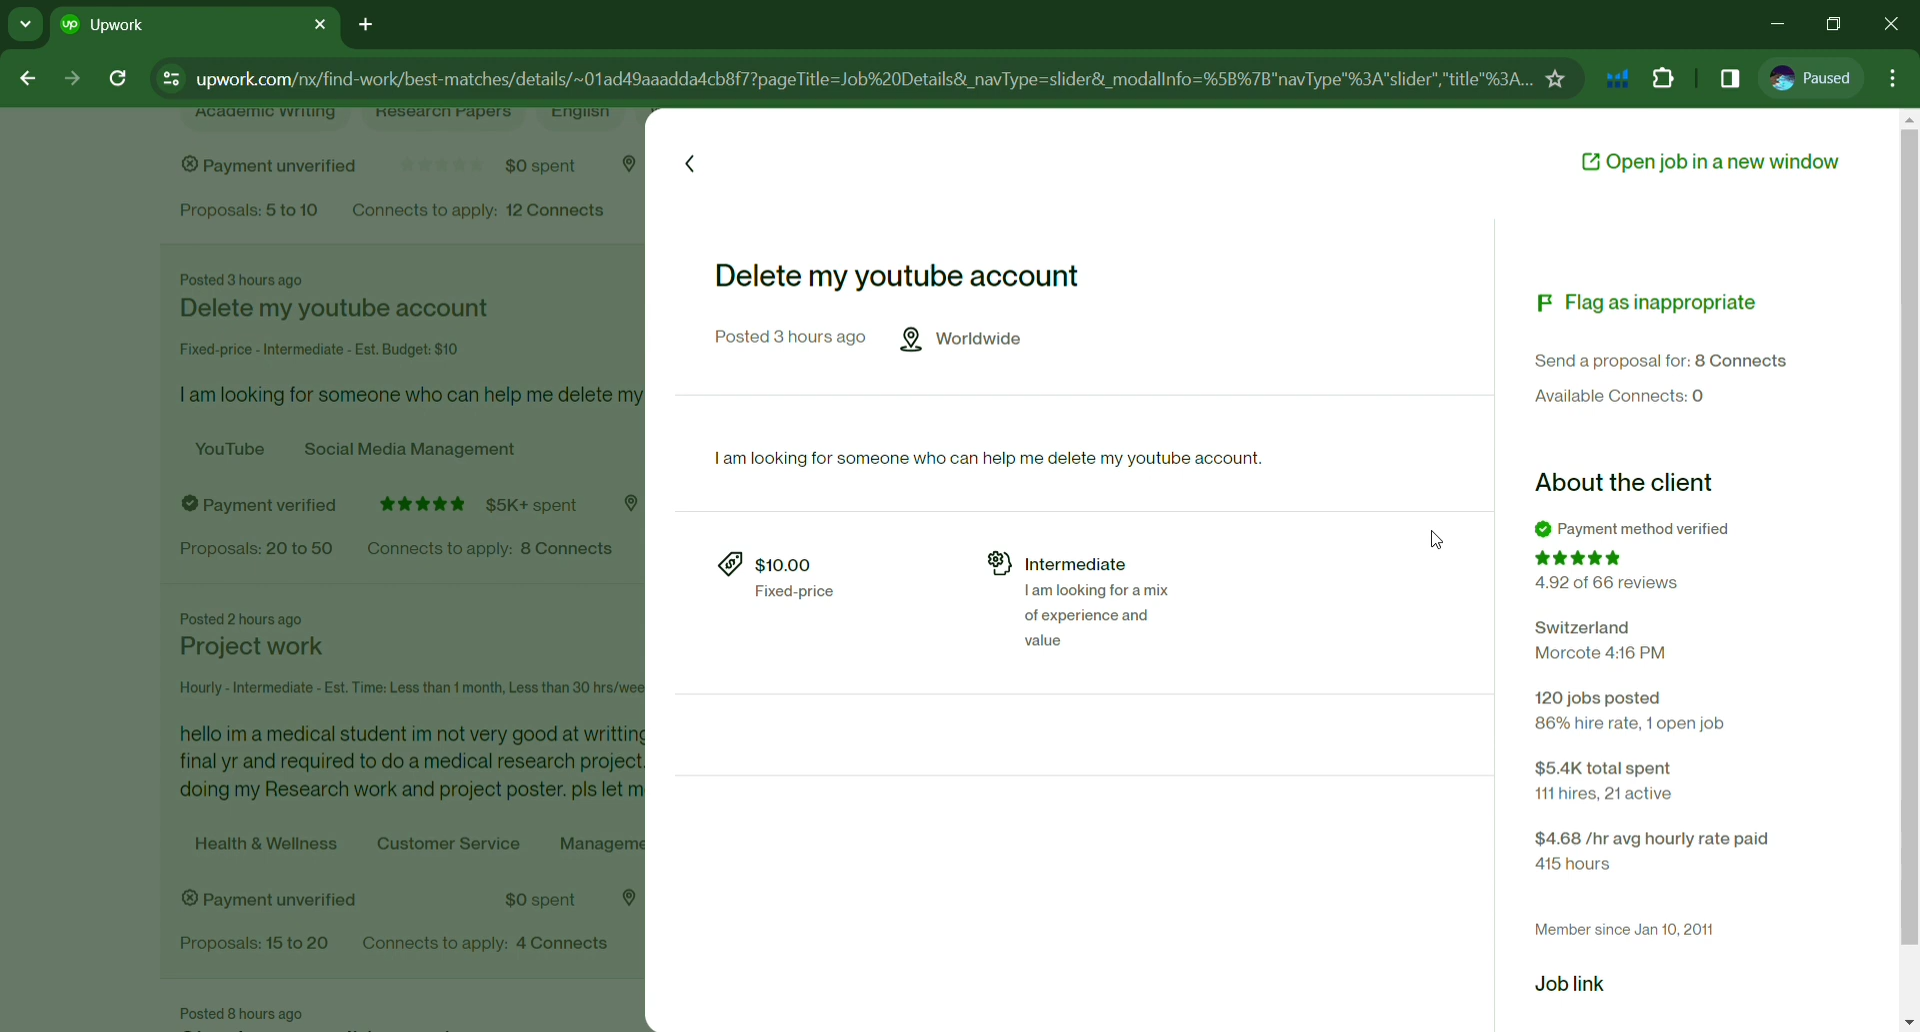 Upwork
upwork.com/nx/find-work/best-matches/details/~01ad49aaadda4cb8f7?pageTitle=Job%20Details&_navType=slider&_modalInfo=%5B%7B"navType"%3A"slider","title"%3A...
Paused
Academic Writing Research Papers English
Payment unverified $0 spent
Proposals: 5 to 10 Connects to apply: 12 Connects
Posted 3 hours ago
Delete my youtube account
Fixed-price - Intermediate - Est. Budget: $10
I am looking for someone who can help me delete my
YouTube Social Media Management
Payment verified $5K+ spent
Proposals: 20 to 50 Connects to apply: 8 Connects
Posted 2 hours ago
Project work
Hourly - Intermediate - Est. Time: Less than 1 month, Less than 30 hrs/wee
hello im a medical student im not very good at writting
final yr and required to do a medical research project.
doing my Research work and project poster. pls let m
Health & Wellness Customer Service Manageme
Payment unverified $0 spent
Proposals: 15 to 20 Connects to apply: 4 Connects
Posted 8 hours ago
Open job in a new window
Delete my youtube account
Posted 3 hours ago Worldwide
I am looking for someone who can help me delete my youtube account.
$10.00
Fixed-price
Intermediate
I am looking for a mix
of experience and
value
Flag as inappropriate
Send a proposal for: 8 Connects
Available Connects: 0
About the client
Payment method verified
4.92 of 66 reviews
Switzerland
Morcote 4:16 PM
120 jobs posted
86% hire rate, 1 open job
$5.4K total spent
111 hires, 21 active
$4.68 /hr avg hourly rate paid
415 hours
Member since Jan 10, 2011
Job link